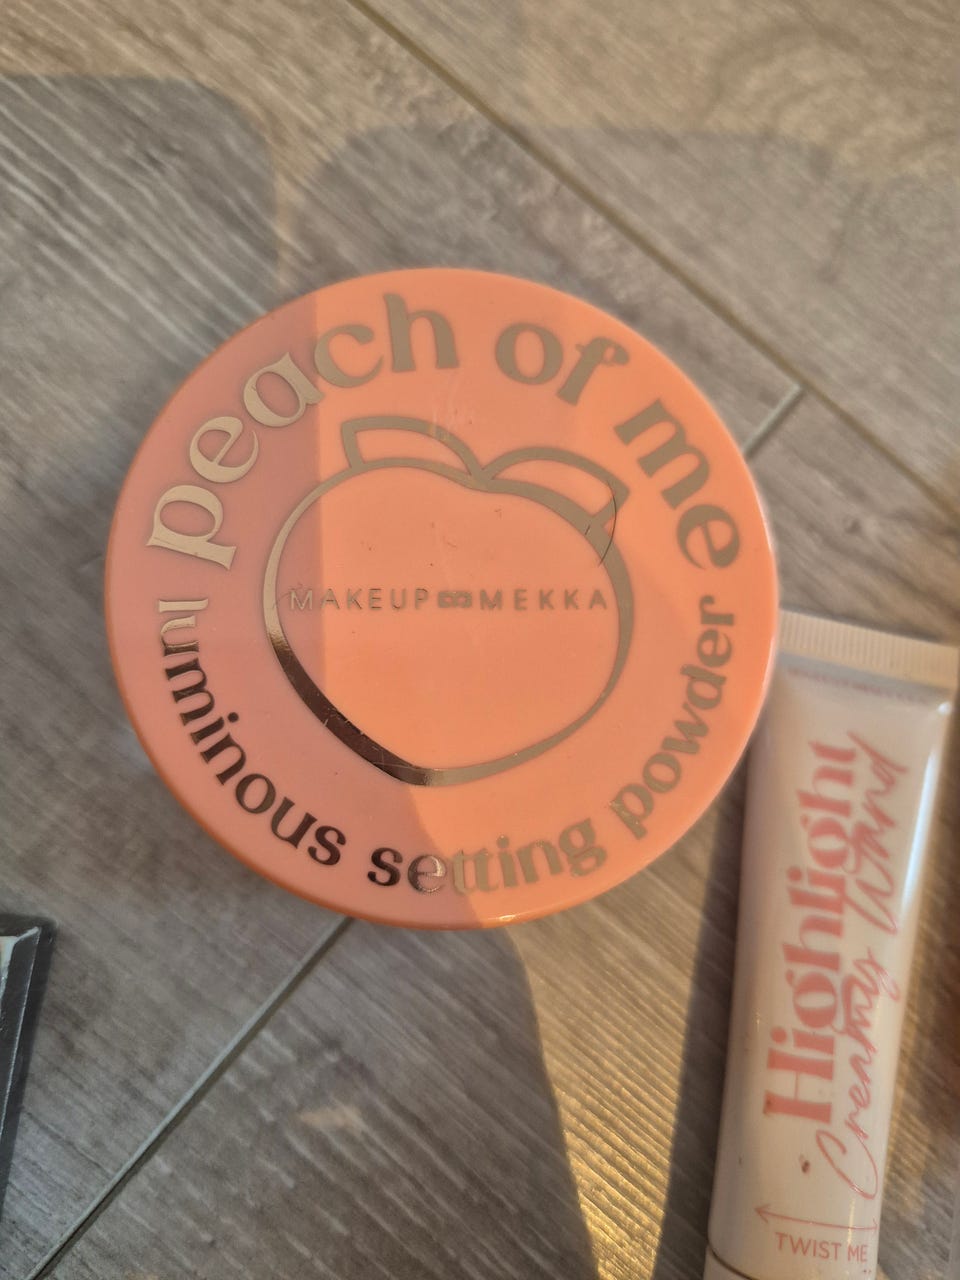 peach of me
MAKEUP MEKKA
luminous setting powder
Highlight
Creamy Wand
TWIST ME